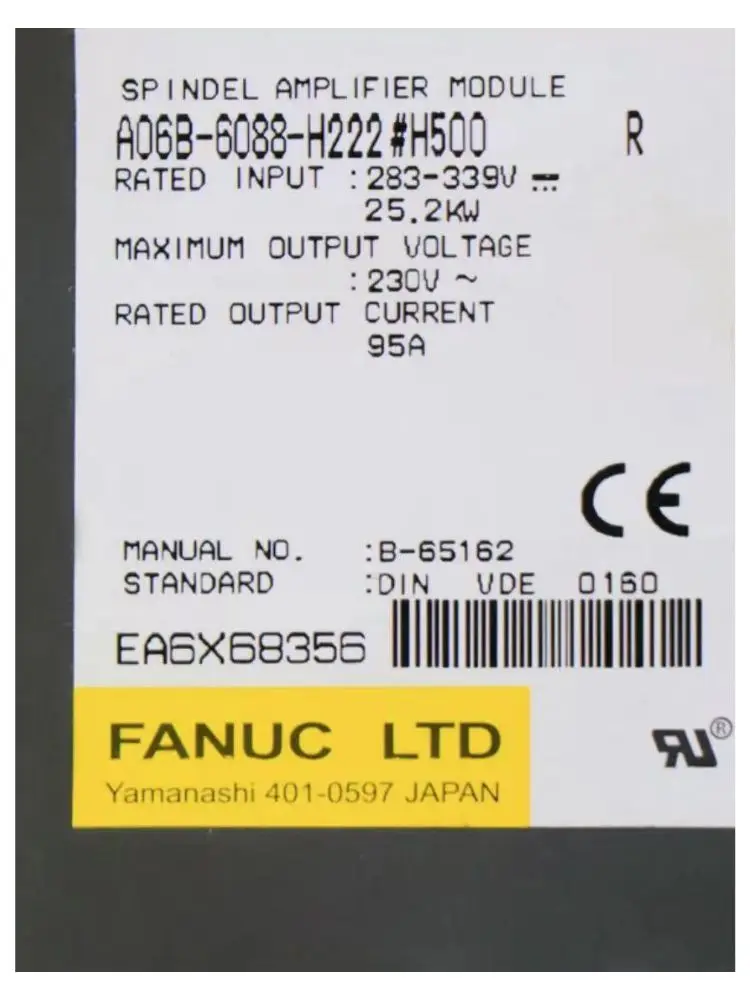 SPINDEL AMPLIFIER MODULE
A06B-6088-H222#H500 R
RATED INPUT :283-339V ⎓
25.2KW
MAXIMUM OUTPUT VOLTAGE
:230V ~
RATED OUTPUT CURRENT
95A
CE
MANUAL NO. :B-65162
STANDARD :DIN VDE 0160
EA6X68356
FANUC LTD
RU®
Yamanashi 401-0597 JAPAN